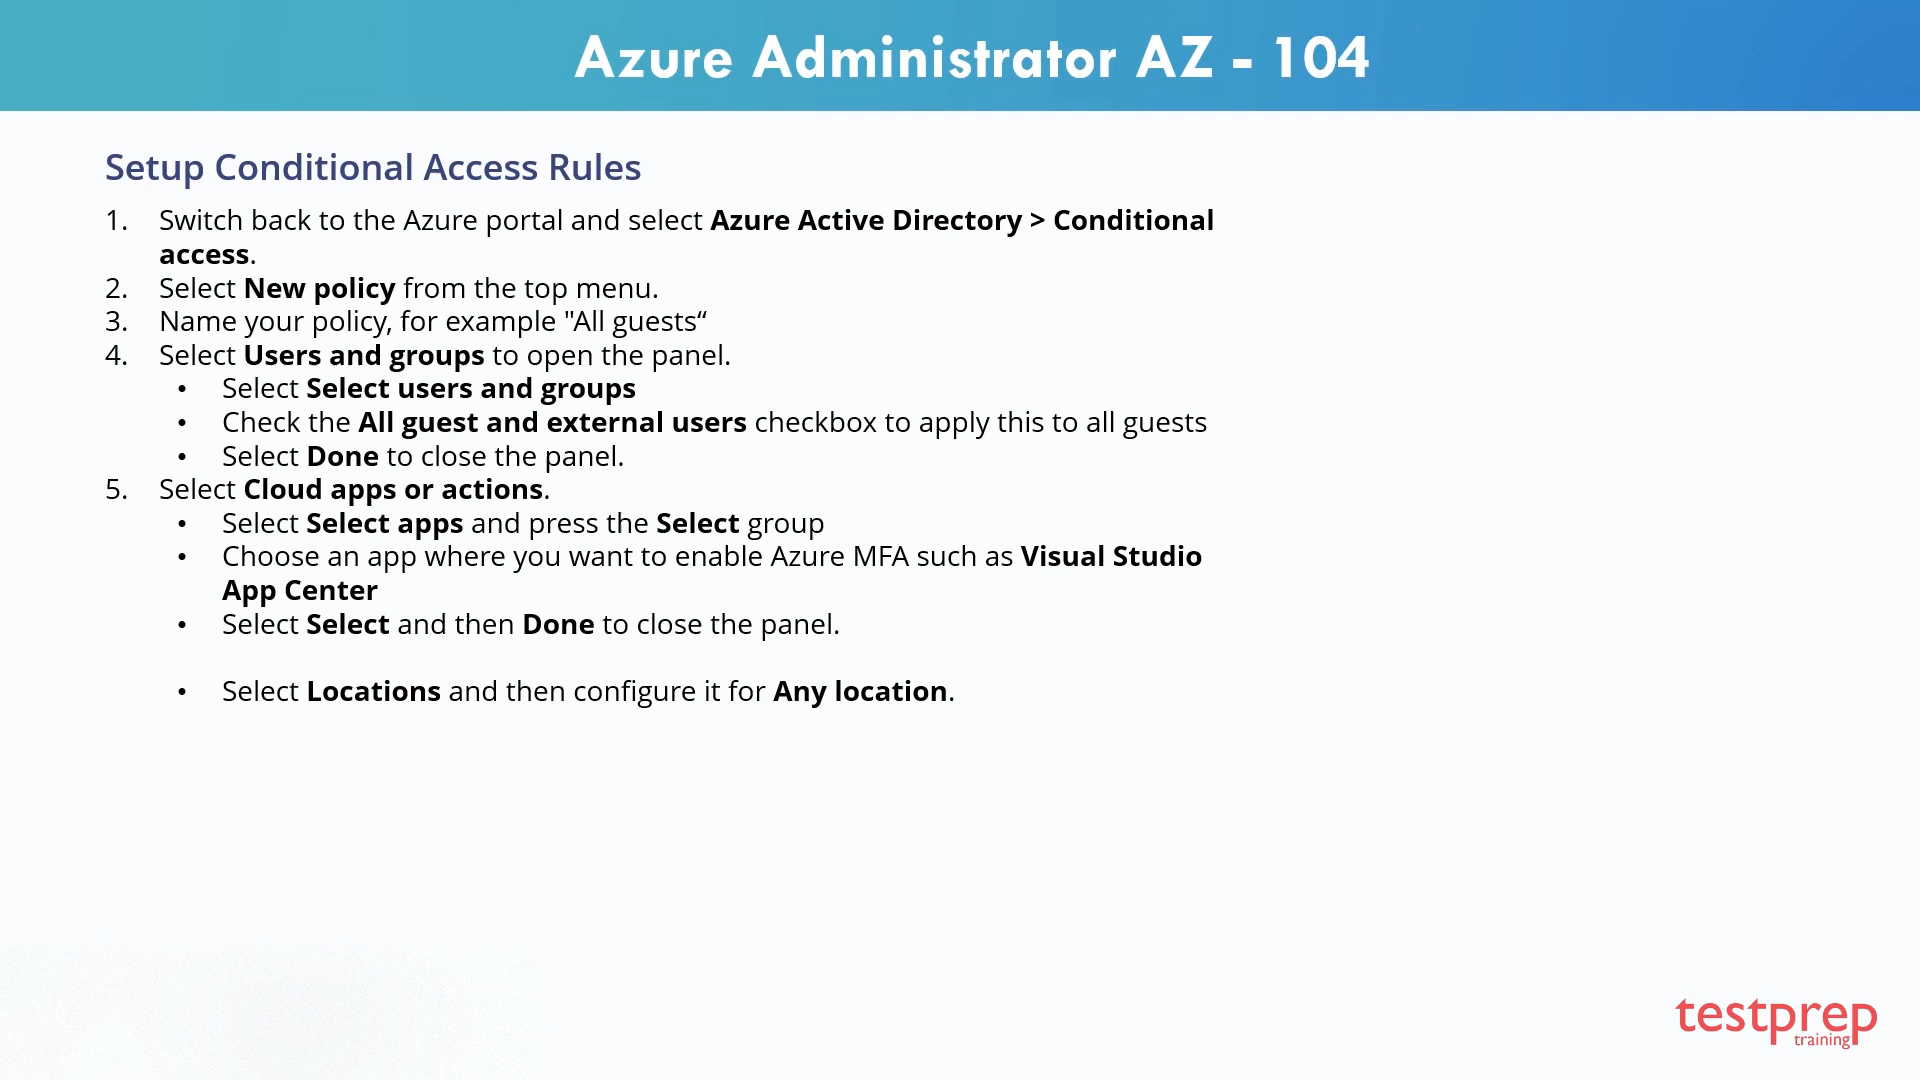 Azure Administrator AZ - 104
Setup Conditional Access Rules
1. Switch back to the Azure portal and select Azure Active Directory > Conditional
access.
2. Select New policy from the top menu.
3. Name your policy, for example "All guests“
4. Select Users and groups to open the panel.
• Select Select users and groups
• Check the All guest and external users checkbox to apply this to all guests
• Select Done to close the panel.
5. Select Cloud apps or actions.
• Select Select apps and press the Select group
• Choose an app where you want to enable Azure MFA such as Visual Studio
App Center
• Select Select and then Done to close the panel.
• Select Locations and then configure it for Any location.
testprep
training